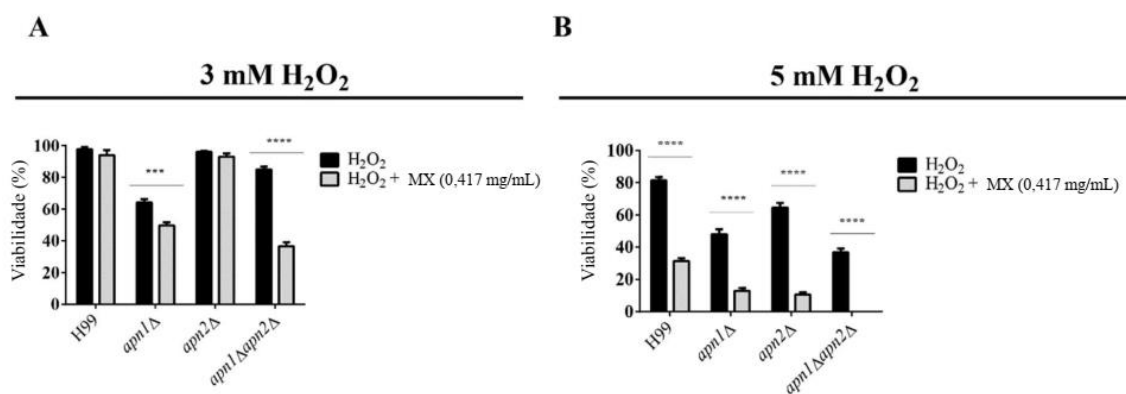 A
3 mM H₂O₂
Viabilidade (%)
100
80
60
40
20
0
***
****
H₂O₂
H₂O₂ + MX (0,417 mg/mL)
H99
apn1Δ
apn2Δ
apn1Δapn2Δ
B
5 mM H₂O₂
Viabilidade (%)
100
80
60
40
20
0
****
****
****
****
H₂O₂
H₂O₂ + MX (0,417 mg/mL)
H99
apn1Δ
apn2Δ
apn1Δapn2Δ